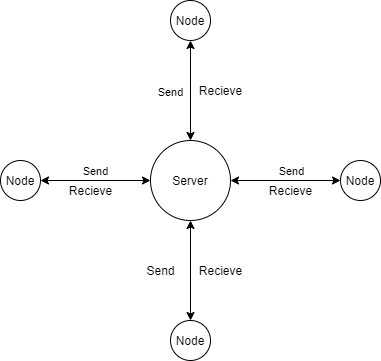 Node
Send Recieve
Send
Send
Node Server Node
Recieve
Recieve
Send Recieve
Node